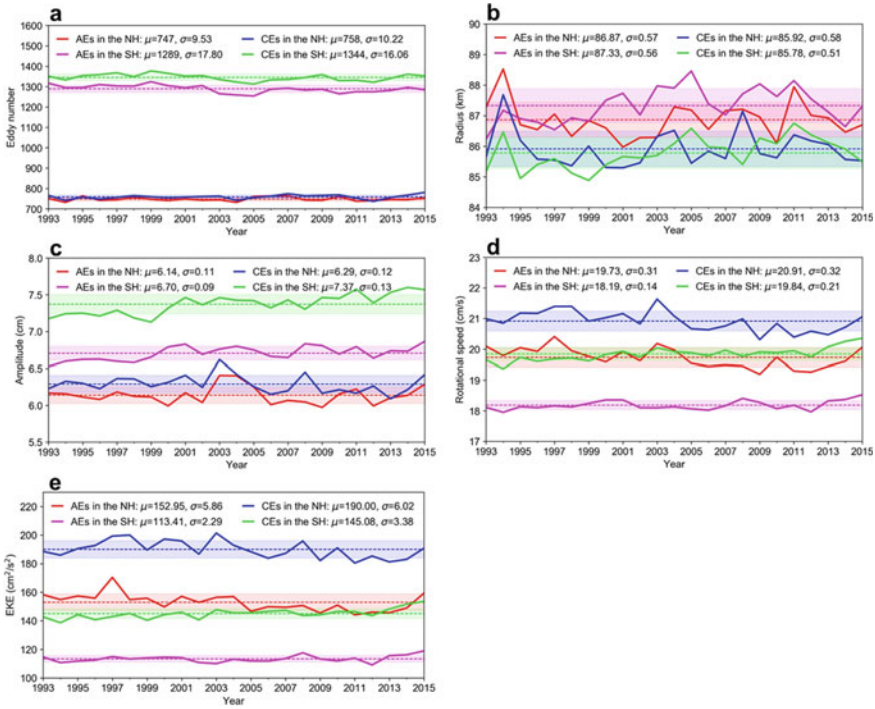 a
AEs in the NH: μ=747, σ=9.53
CEs in the NH: μ=758, σ=10.22
AEs in the SH: μ=1289, σ=17.80
CEs in the SH: μ=1344, σ=16.06
Eddy number
1600
1500
1400
1300
1200
1100
1000
900
800
700
1993 1995 1997 1999 2001 2003 2005 2007 2009 2011 2013 2015
Year
b
AEs in the NH: μ=86.87, σ=0.57
CEs in the NH: μ=85.92, σ=0.58
AEs in the SH: μ=87.33, σ=0.56
CEs in the SH: μ=85.78, σ=0.51
Radius (km)
90
89
88
87
86
85
84
1993 1995 1997 1999 2001 2003 2005 2007 2009 2011 2013 2015
Year
c
AEs in the NH: μ=6.14, σ=0.11
CEs in the NH: μ=6.29, σ=0.12
AEs in the SH: μ=6.70, σ=0.09
CEs in the SH: μ=7.37, σ=0.13
Amplitude (cm)
8.0
7.5
7.0
6.5
6.0
5.5
1993 1995 1997 1999 2001 2003 2005 2007 2009 2011 2013 2015
Year
d
AEs in the NH: μ=19.73, σ=0.31
CEs in the NH: μ=20.91, σ=0.32
AEs in the SH: μ=18.19, σ=0.14
CEs in the SH: μ=19.84, σ=0.21
Rotational speed (cm/s)
24
23
22
21
20
19
18
17
1993 1995 1997 1999 2001 2003 2005 2007 2009 2011 2013 2015
Year
e
AEs in the NH: μ=152.95, σ=5.86
CEs in the NH: μ=190.00, σ=6.02
AEs in the SH: μ=113.41, σ=2.29
CEs in the SH: μ=145.08, σ=3.38
EKE (cm²/s²)
220
200
180
160
140
120
100
1993 1995 1997 1999 2001 2003 2005 2007 2009 2011 2013 2015
Year